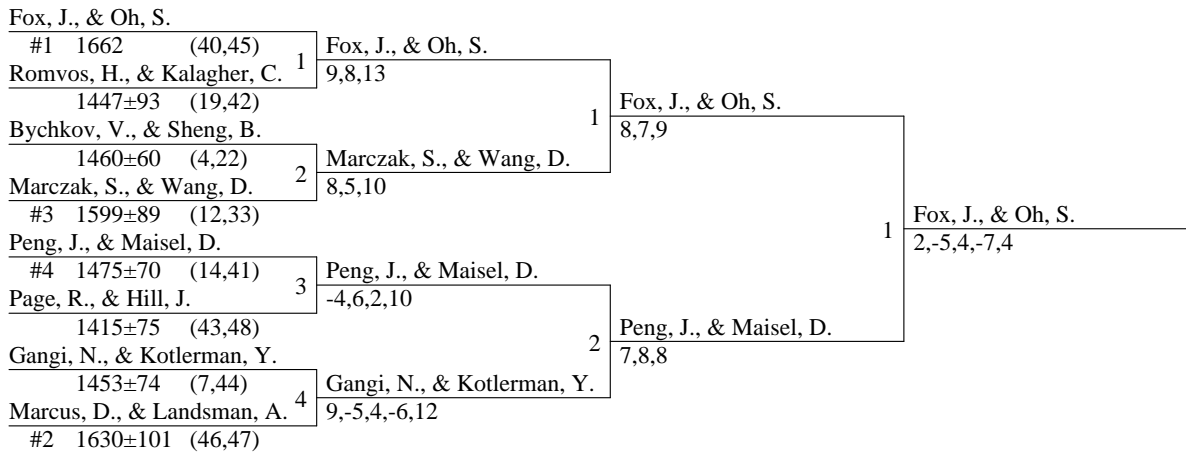 Fox, J., & Oh, S.
#1 1662 (40,45)
Romvos, H., & Kalagher, C.
1447±93 (19,42)
Bychkov, V., & Sheng, B.
1460±60 (4,22)
Marczak, S., & Wang, D.
#3 1599±89 (12,33)
Peng, J., & Maisel, D.
#4 1475±70 (14,41)
Page, R., & Hill, J.
1415±75 (43,48)
Gangi, N., & Kotlerman, Y.
1453±74 (7,44)
Marcus, D., & Landsman, A.
#2 1630±101 (46,47)
1
Fox, J., & Oh, S.
9,8,13
2
Marczak, S., & Wang, D.
8,5,10
3
Peng, J., & Maisel, D.
-4,6,2,10
4
Gangi, N., & Kotlerman, Y.
9,-5,4,-6,12
1
Fox, J., & Oh, S.
8,7,9
2
Peng, J., & Maisel, D.
7,8,8
1
Fox, J., & Oh, S.
2,-5,4,-7,4